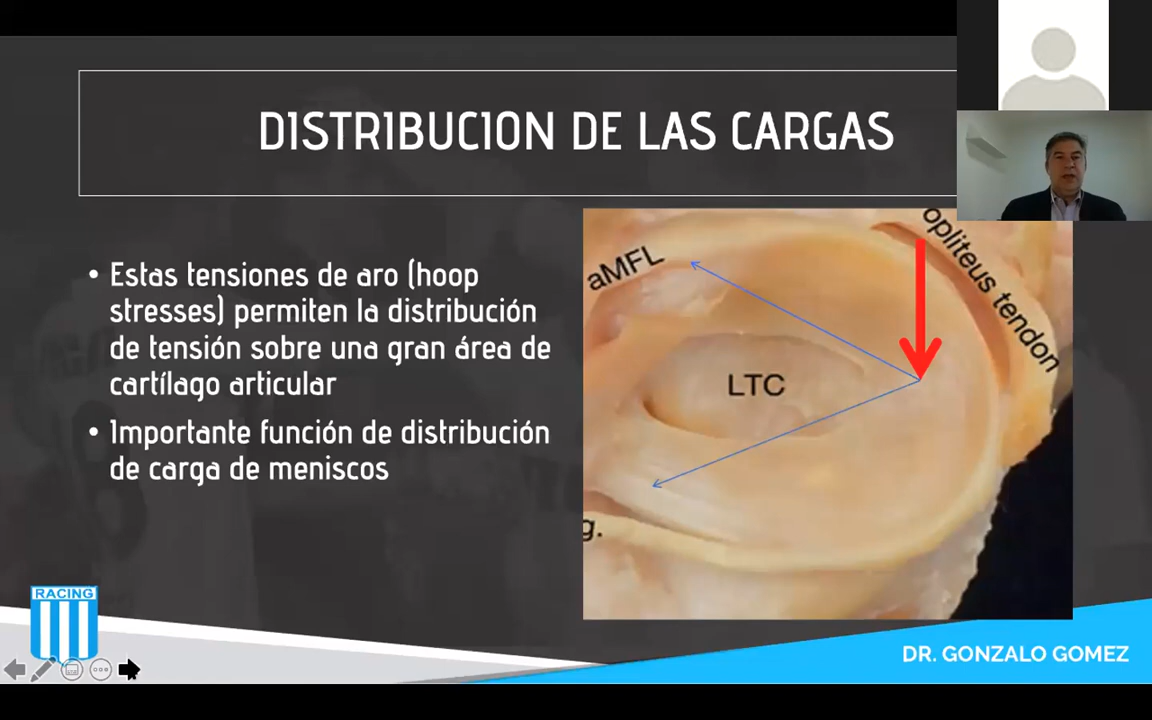 DISTRIBUCION DE LAS CARGAS
• Estas tensiones de aro (hoop
stresses) permiten la distribución
de tensión sobre una gran área de
cartílago articular
• Importante función de distribución
de carga de meniscos
aMFL
opliteus tendon
LTC
g.
RACING
DR. GONZALO GOMEZ